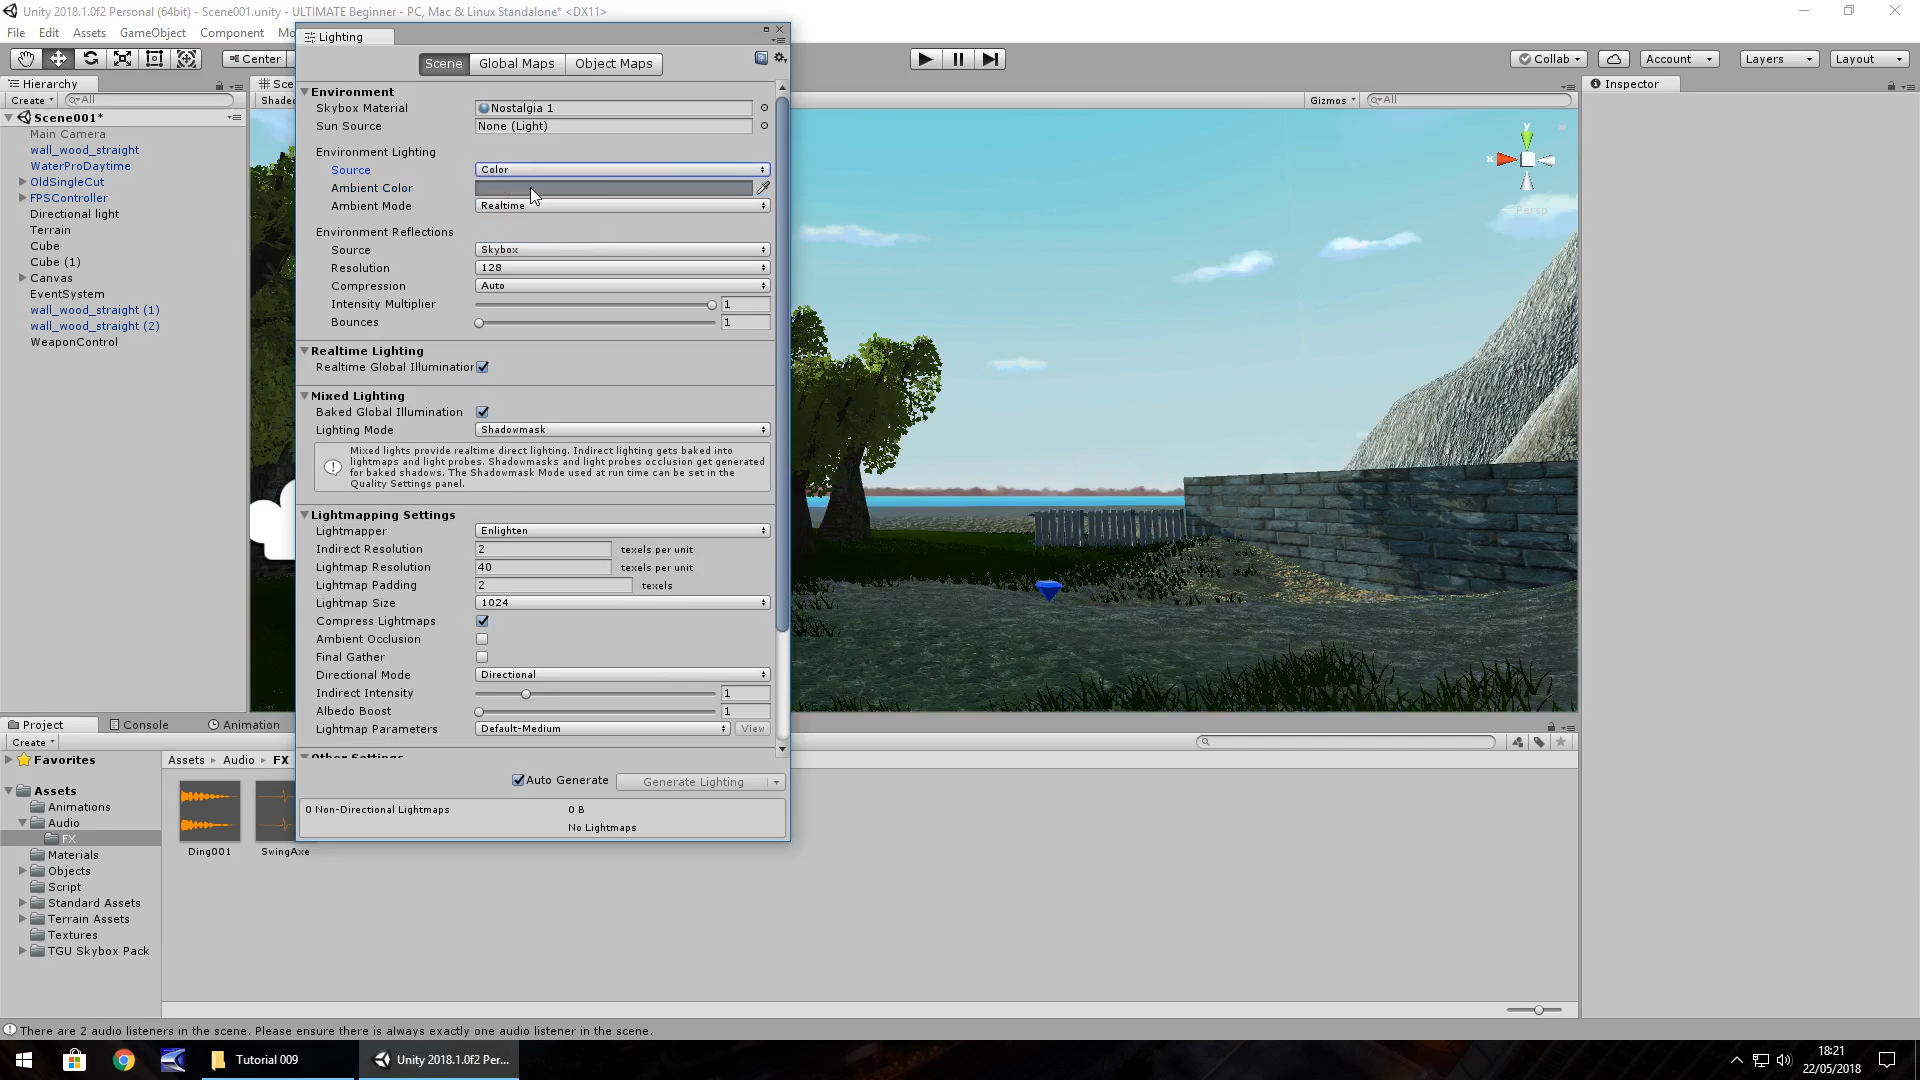 Unity 2018.1.0f2 Personal (64bit) - Scene001.unity - ULTIMATE Beginner - PC, Mac & Linux Standalone* <DX11>
File Edit Assets GameObject Component Mo
Lighting
Center
Collab Account Layers Layout
Scene Global Maps Object Maps
Hierarchy
Sce
Inspector
Create All
Shaded
Gizmos All
Scene001*
Main Camera
wall_wood_straight
WaterProDaytime
OldSingleCut
FPSController
Directional light
Terrain
Cube
Cube (1)
Canvas
EventSystem
wall_wood_straight (1)
wall_wood_straight (2)
WeaponControl
Environment
Skybox Material Nostalgia 1
Sun Source None (Light)
Environment Lighting
Source Color
Ambient Color
Ambient Mode Realtime
Environment Reflections
Source Skybox
Resolution 128
Compression Auto
Intensity Multiplier 1
Bounces 1
Realtime Lighting
Realtime Global Illumination
Mixed Lighting
Baked Global Illumination
Lighting Mode Shadowmask
Mixed lights provide realtime direct lighting. Indirect lighting gets baked into
lightmaps and light probes. Shadowmasks and light probes occlusion get generated
for baked shadows. The Shadowmask Mode used at run time can be set in the
Quality Settings panel.
Lightmapping Settings
Lightmapper Enlighten
Indirect Resolution 2 texels per unit
Lightmap Resolution 40 texels per unit
Lightmap Padding 2 texels
Lightmap Size 1024
Compress Lightmaps
Ambient Occlusion
Final Gather
Directional Mode Directional
Indirect Intensity 1
Albedo Boost 1
Lightmap Parameters Default-Medium View
Other Settings
Auto Generate Generate Lighting
0 Non-Directional Lightmaps 0 B
No Lightmaps
y
x
Persp
Project Console Animation
Create
Favorites
Assets
Animations
Audio
FX
Materials
Objects
Script
Standard Assets
Terrain Assets
Textures
TGU Skybox Pack
Assets Audio FX
Ding001 SwingAxe
There are 2 audio listeners in the scene. Please ensure there is always exactly one audio listener in the scene.
Tutorial 009
Unity 2018.1.0f2 Per...
18:21
22/05/2018